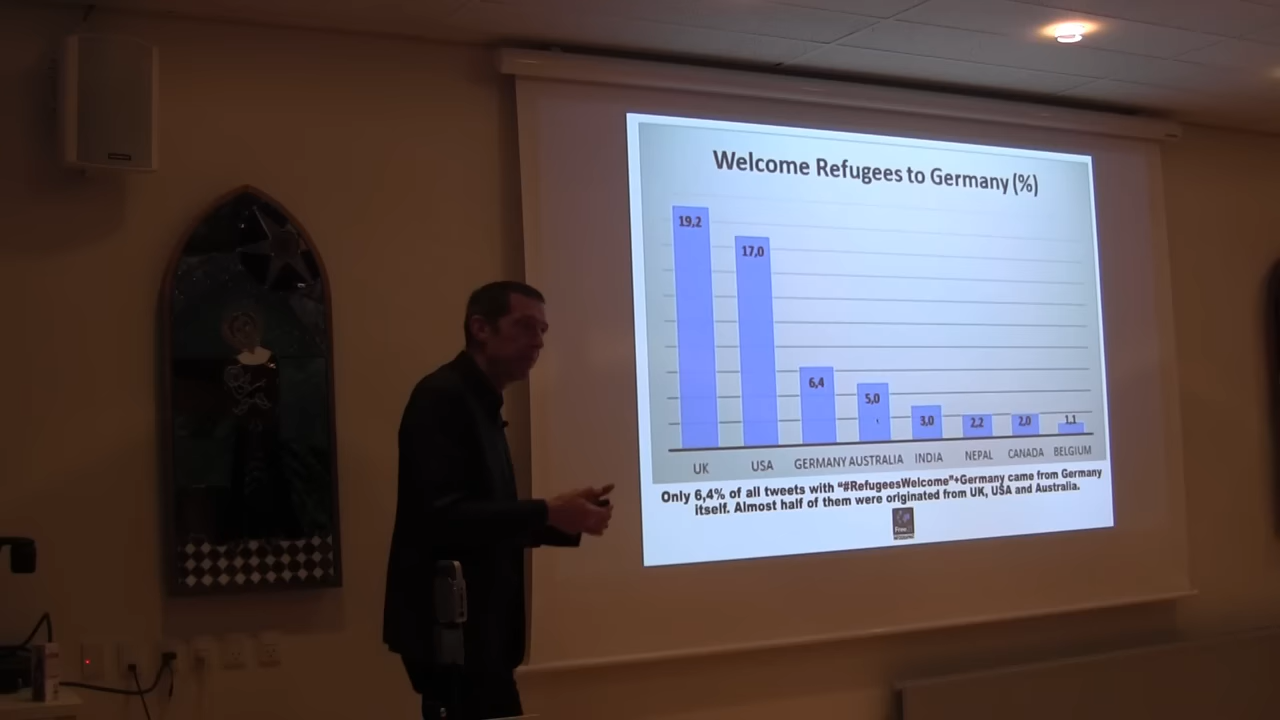 Welcome Refugees to Germany (%)
19,2
17,0
6,4
5,0
3,0
2,2
2,0
1,1
UK USA GERMANY AUSTRALIA INDIA NEPAL CANADA BELGIUM
Only 6,4% of all tweets with “#RefugeesWelcome”+Germany came from Germany
itself. Almost half of them were originated from UK, USA and Australia.
Free